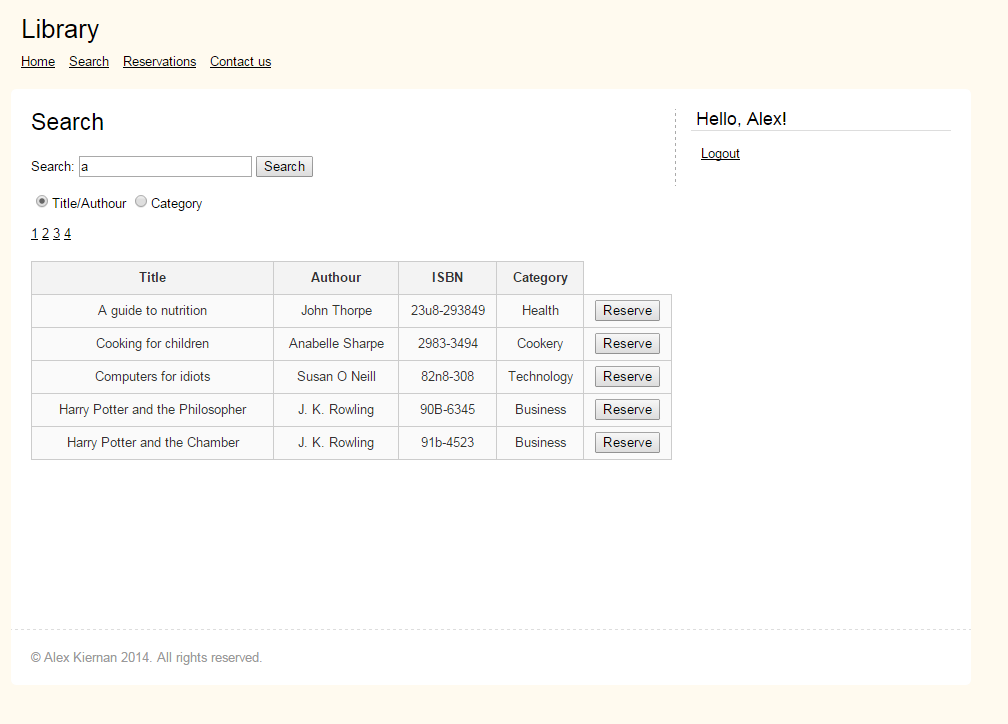 Library
Home Search Reservations Contact us
Search
Search: a Search
Title/Authour Category
1 2 3 4
Title Authour ISBN Category
A guide to nutrition John Thorpe 23u8-293849 Health Reserve
Cooking for children Anabelle Sharpe 2983-3494 Cookery Reserve
Computers for idiots Susan O Neill 82n8-308 Technology Reserve
Harry Potter and the Philosopher J. K. Rowling 90B-6345 Business Reserve
Harry Potter and the Chamber J. K. Rowling 91b-4523 Business Reserve
Hello, Alex!
Logout
© Alex Kiernan 2014. All rights reserved.